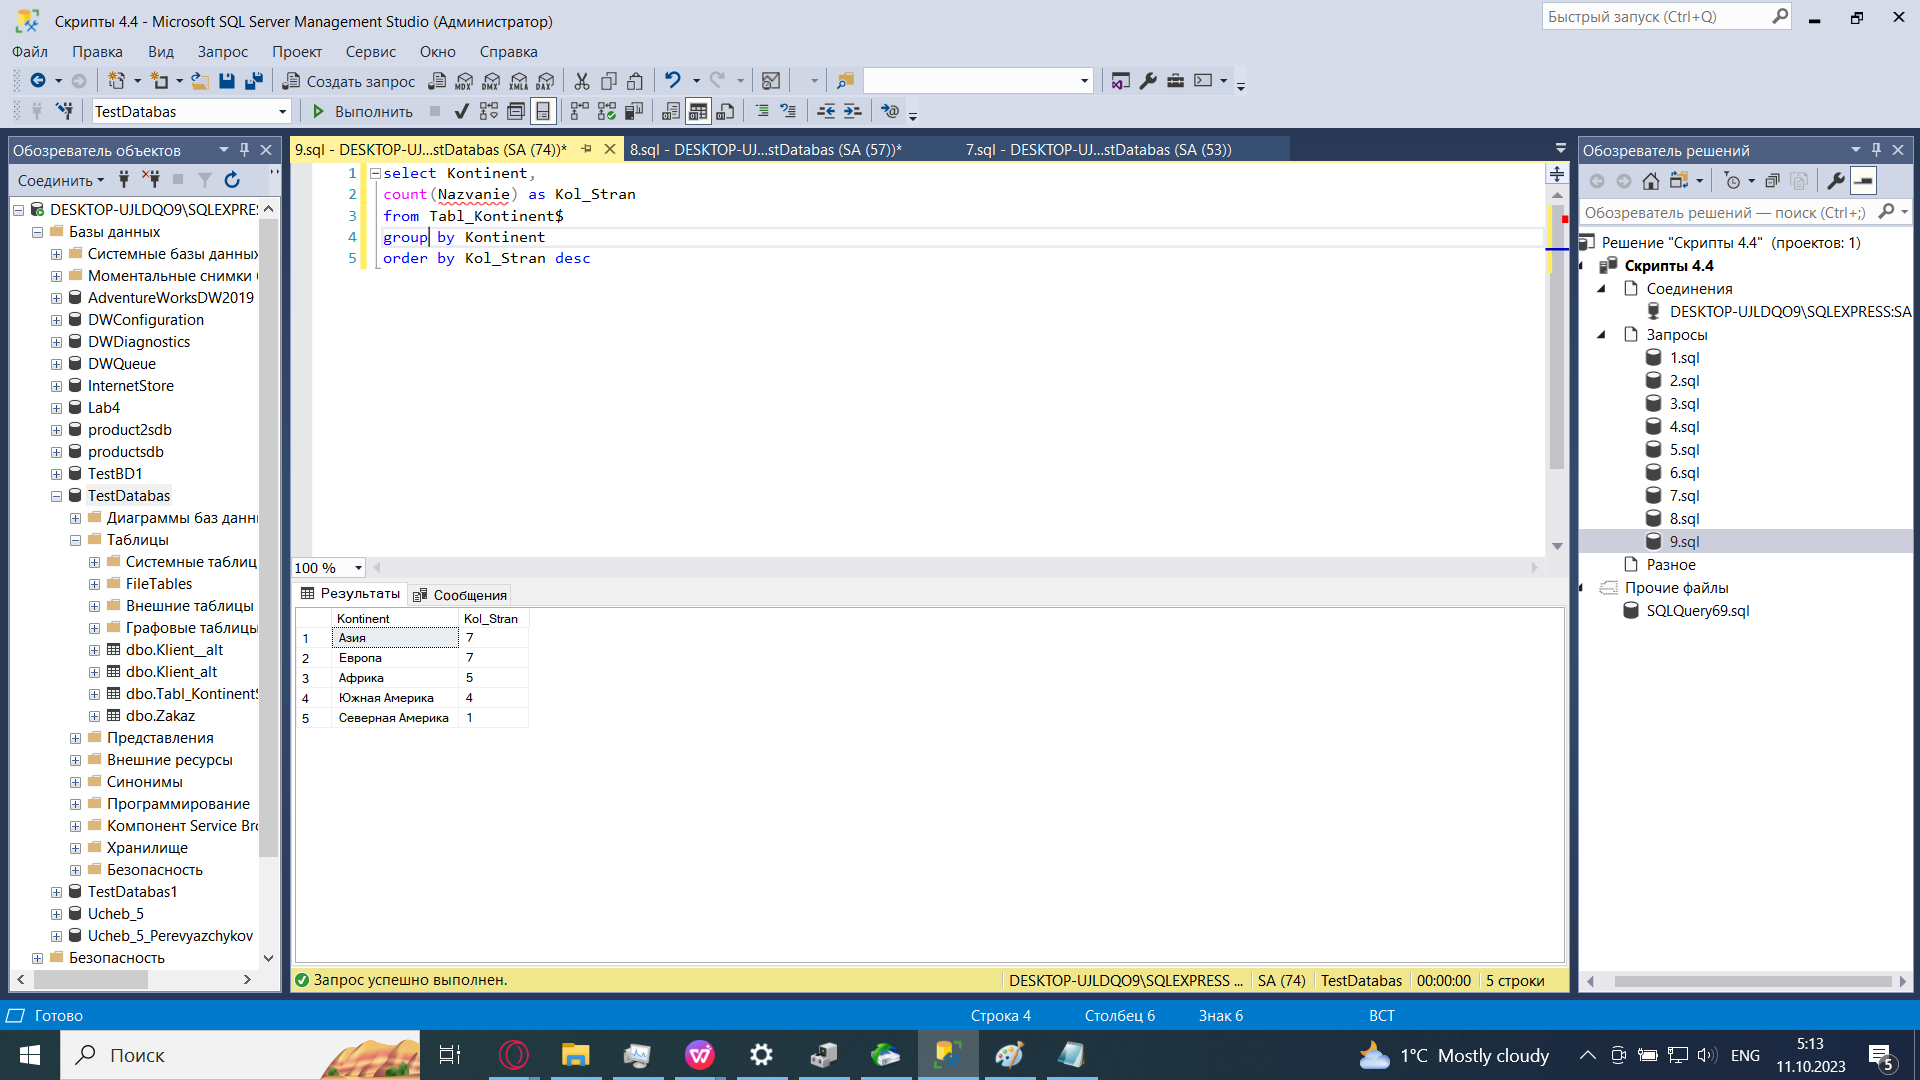 Скрипты 4.4 - Microsoft SQL Server Management Studio (Администратор)
Быстрый запуск (Ctrl+Q)
Файл Правка Вид Запрос Проект Сервис Окно Справка
Создать запрос
TestDatabas
Выполнить
Обозреватель объектов
Соединить
DESKTOP-UJLDQO9\SQLEXPRE
Базы данных
Системные базы данных
Моментальные снимки
AdventureWorksDW2019
DWConfiguration
DWDiagnostics
DWQueue
InternetStore
Lab4
product2sdb
productsdb
TestBD1
TestDatabas
Диаграммы баз данн
Таблицы
Системные таблиц
FileTables
Внешние таблицы
Графовые таблицы
dbo.Klient__alt
dbo.Klient_alt
dbo.Tabl_Kontinent
dbo.Zakaz
Представления
Внешние ресурсы
Синонимы
Программирование
Компонент Service Bro
Хранилище
Безопасность
TestDatabas1
Ucheb_5
Ucheb_5_Perevyazchykov
Безопасность
9.sql - DESKTOP-UJ...stDatabas (SA (74))*
8.sql - DESKTOP-UJ...stDatabas (SA (57))*
7.sql - DESKTOP-UJ...stDatabas (SA (53))
1 select Kontinent,
2 count(Nazvanie) as Kol_Stran
3 from Tabl_Kontinent$
4 group by Kontinent
5 order by Kol_Stran desc
100 %
Результаты Сообщения
Kontinent Kol_Stran
1 Азия 7
2 Европа 7
3 Африка 5
4 Южная Америка 4
5 Северная Америка 1
Запрос успешно выполнен.
DESKTOP-UJLDQO9\SQLEXPRESS ... SA (74) TestDatabas 00:00:00 5 строки
Обозреватель решений
Обозреватель решений — поиск (Ctrl+;)
Решение "Скрипты 4.4" (проектов: 1)
Скрипты 4.4
Соединения
DESKTOP-UJLDQO9\SQLEXPRESS:SA
Запросы
1.sql
2.sql
3.sql
4.sql
5.sql
6.sql
7.sql
8.sql
9.sql
Разное
Прочие файлы
SQLQuery69.sql
Готово
Строка 4 Столбец 6 Знак 6 ВСТ
Поиск
1°C Mostly cloudy
ENG
5:13
11.10.2023
5